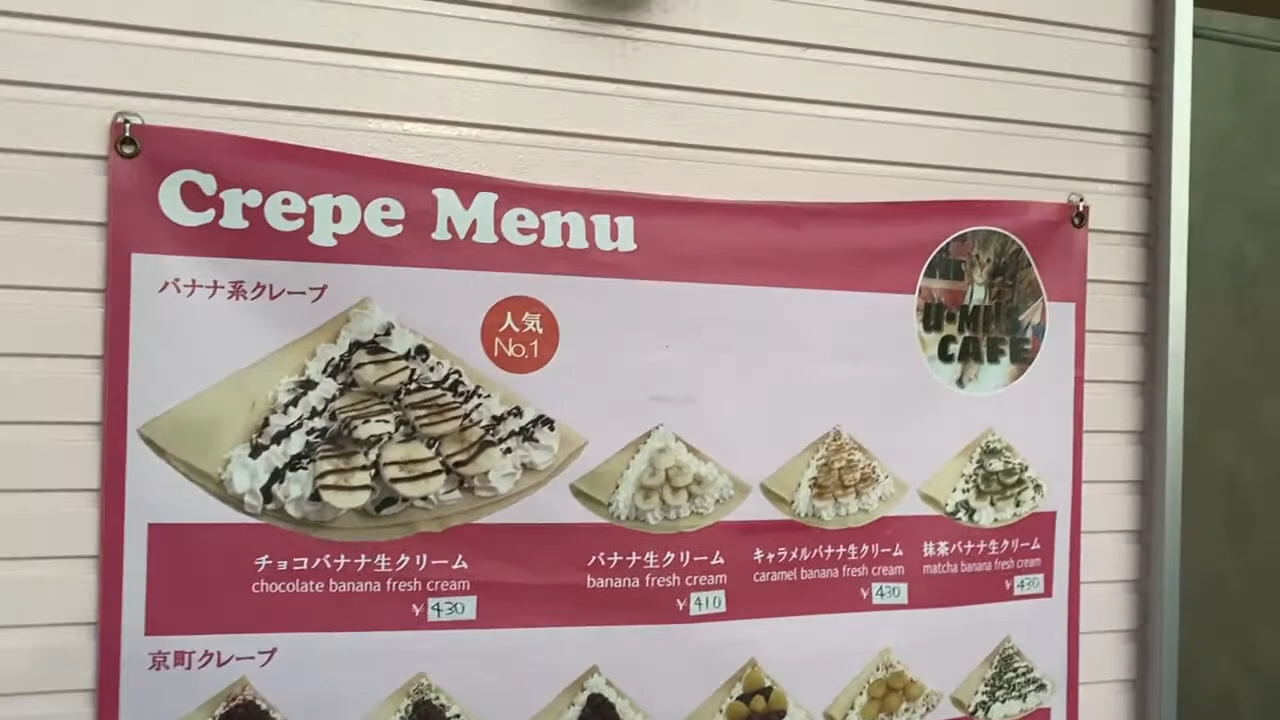 Crepe Menu
バナナ系クレープ
人気
No.1
U-MA'S
CAFE
チョコバナナ生クリーム
chocolate banana fresh cream
¥430
バナナ生クリーム
banana fresh cream
¥410
キャラメルバナナ生クリーム
caramel banana fresh cream
¥430
抹茶バナナ生クリーム
matcha banana fresh cream
¥430
京町クレープ